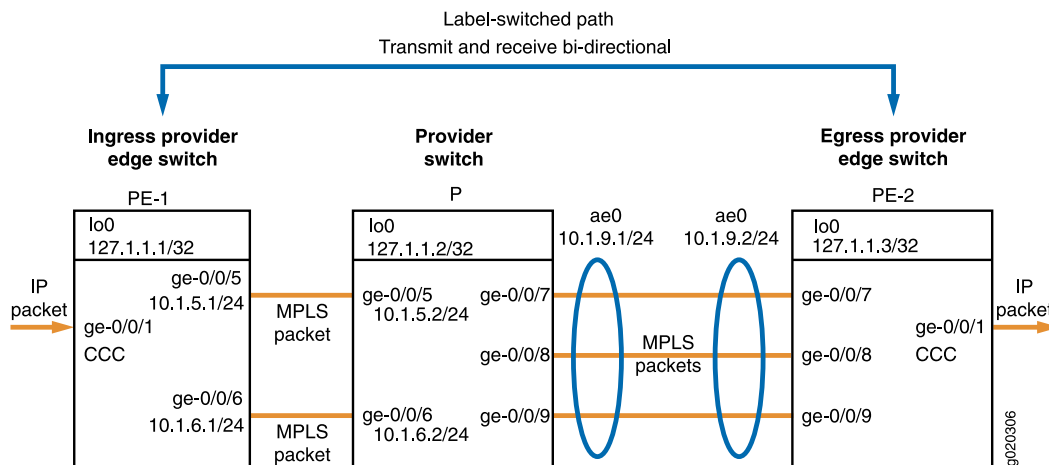 Label-switched path
Transmit and receive bi-directional
Ingress provider
edge switch
Provider
switch
Egress provider
edge switch
PE-1
P
PE-2
lo0
127.1.1.1/32
lo0
127.1.1.2/32
ae0
10.1.9.1/24
ae0
10.1.9.2/24
lo0
127.1.1.3/32
IP
packet
ge-0/0/1
CCC
ge-0/0/5
10.1.5.1/24
MPLS
packet
ge-0/0/5
10.1.5.2/24
ge-0/0/7
ge-0/0/7
ge-0/0/8
MPLS
packets
ge-0/0/8
ge-0/0/1
CCC
IP
packet
ge-0/0/6
10.1.6.1/24
MPLS
packet
ge-0/0/6
10.1.6.2/24
ge-0/0/9
ge-0/0/9
g020306